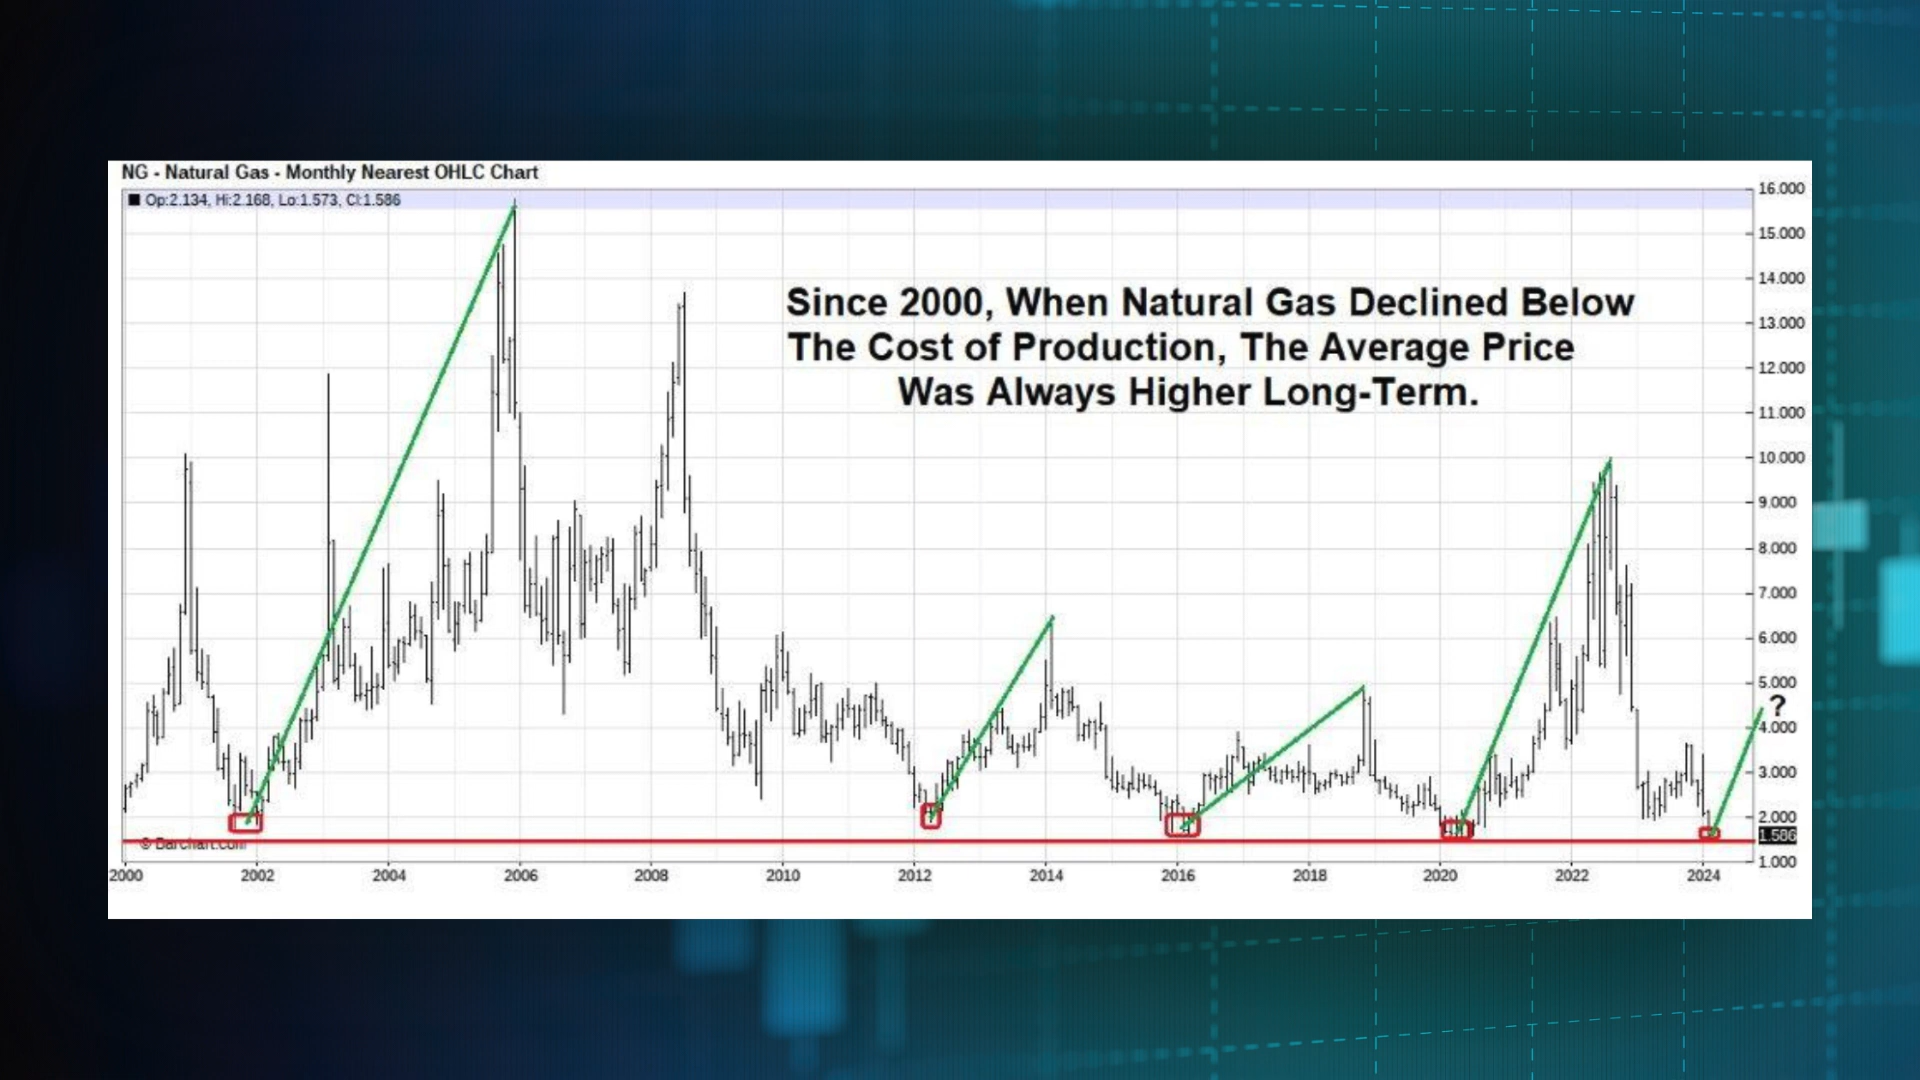 NG - Natural Gas - Monthly Nearest OHLC Chart
Op:2.134, Hi:2.168, Lo:1.573, Cl:1.586
16.000
15.000
14.000
Since 2000, When Natural Gas Declined Below
13.000
The Cost of Production, The Average Price
12.000
Was Always Higher Long-Term.
11.000
10.000
9.000
8.000
7.000
6.000
5.000
?
4.000
3.000
2.000
1.586
© Barchart.com
1.000
2000 2002 2004 2006 2008 2010 2012 2014 2016 2018 2020 2022 2024